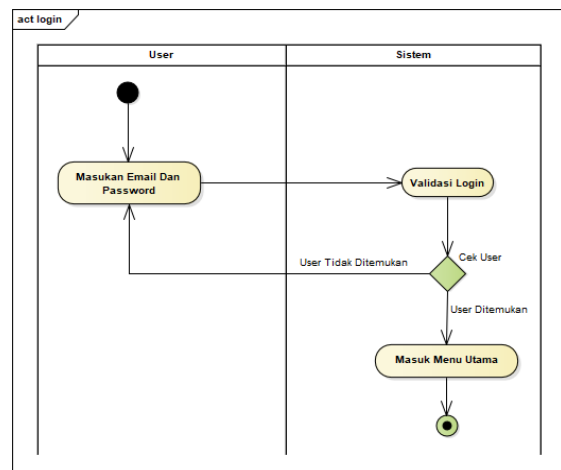 act login
User
Sistem
Masukan Email Dan
Password
Validasi Login
User Tidak Ditemukan
Cek User
User Ditemukan
Masuk Menu Utama